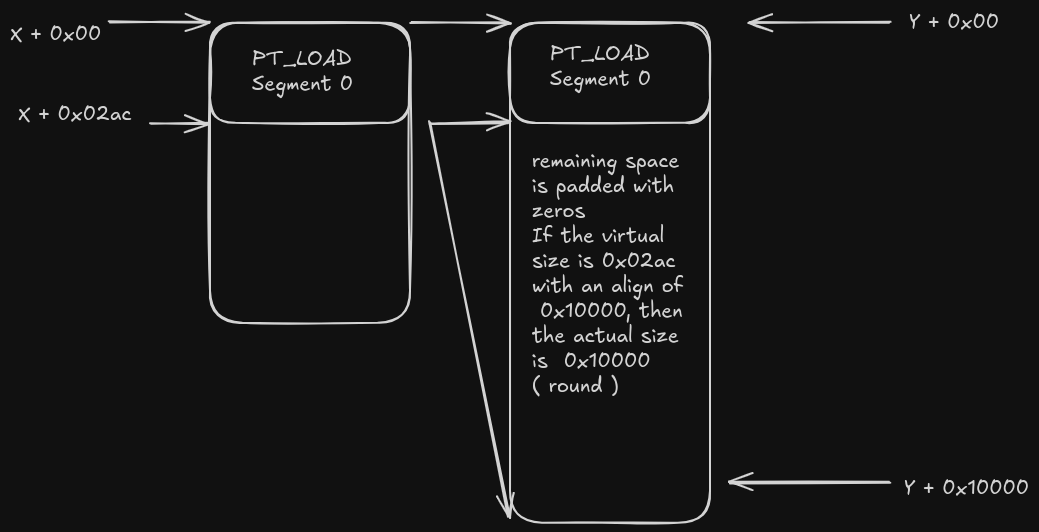 X + 0x00
PT_LOAD
Segment 0
X + 0x02ac
PT_LOAD
Segment 0
remaining space
is padded with
zeros
If the virtual
size is 0x02ac
with an align of
0x10000, then
the actual size
is 0x10000
( round )
Y + 0x00
Y + 0x10000